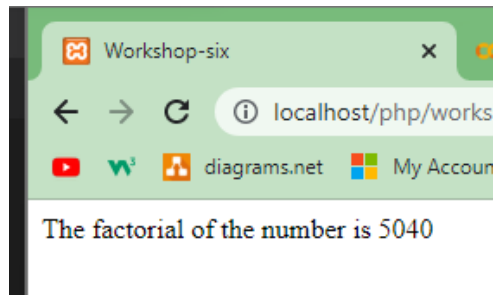 Workshop-six
localhost/php/works
diagrams.net My Accoun
The factorial of the number is 5040